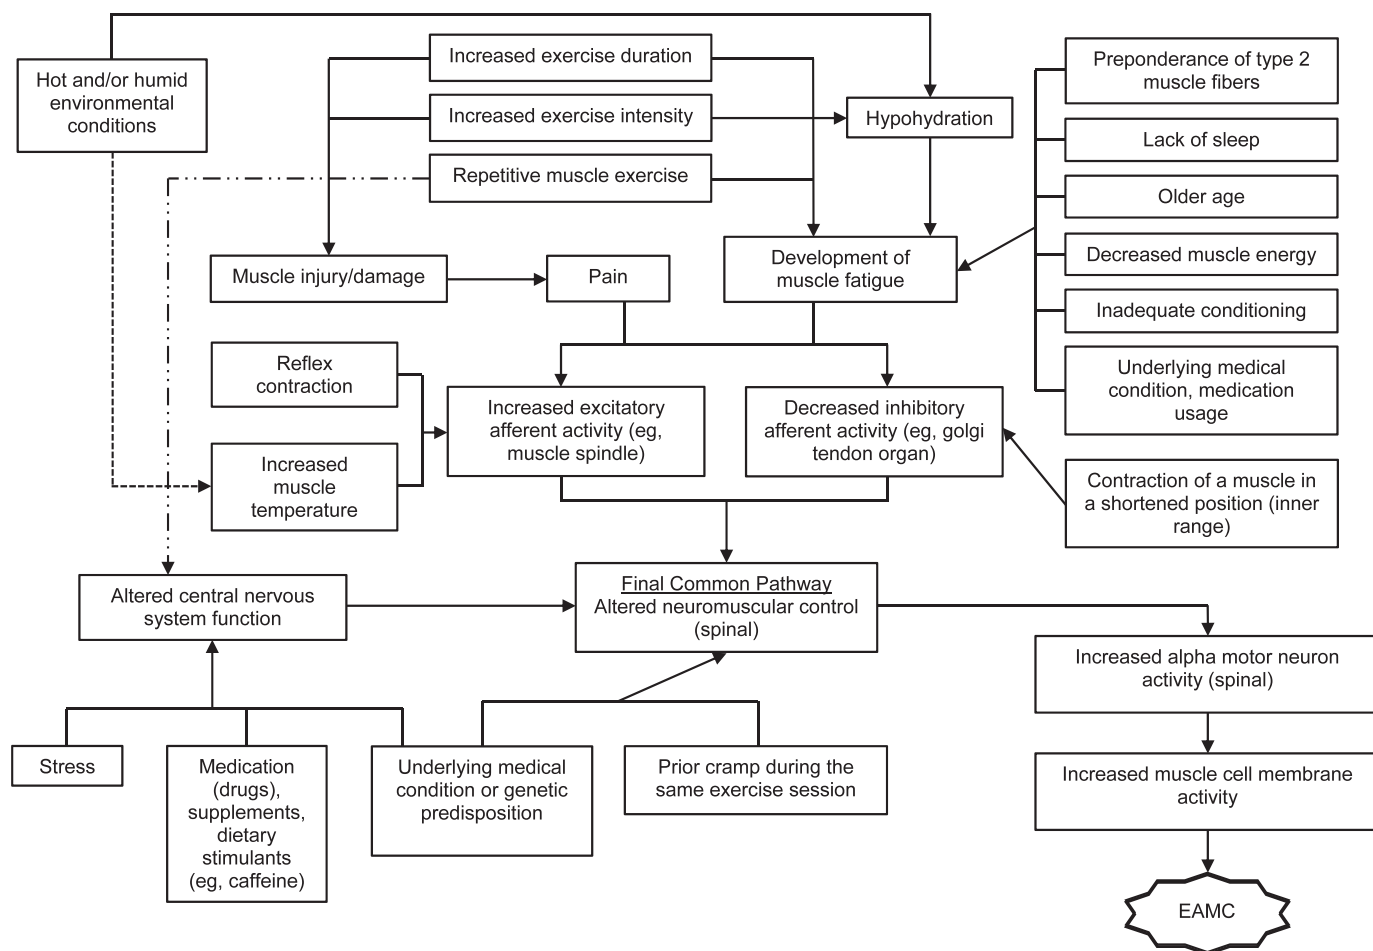 Hot and/or humid
environmental
conditions
Increased exercise duration
Increased exercise intensity
Repetitive muscle exercise
Hypohydration
Preponderance of type 2
muscle fibers
Lack of sleep
Older age
Decreased muscle energy
Inadequate conditioning
Underlying medical
condition, medication
usage
Muscle injury/damage
Pain
Development of
muscle fatigue
Reflex
contraction
Increased
muscle
temperature
Increased excitatory
afferent activity (eg,
muscle spindle)
Decreased inhibitory
afferent activity (eg, golgi
tendon organ)
Contraction of a muscle in
a shortened position (inner
range)
Altered central nervous
system function
Final Common Pathway
Altered neuromuscular control
(spinal)
Increased alpha motor neuron
activity (spinal)
Stress
Medication
(drugs),
supplements,
dietary
stimulants
(eg, caffeine)
Underlying medical
condition or genetic
predisposition
Prior cramp during the
same exercise session
Increased muscle cell membrane
activity
EAMC